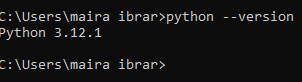 C:\Users\maira ibrar>python --version
Python 3.12.1
C:\Users\maira ibrar>